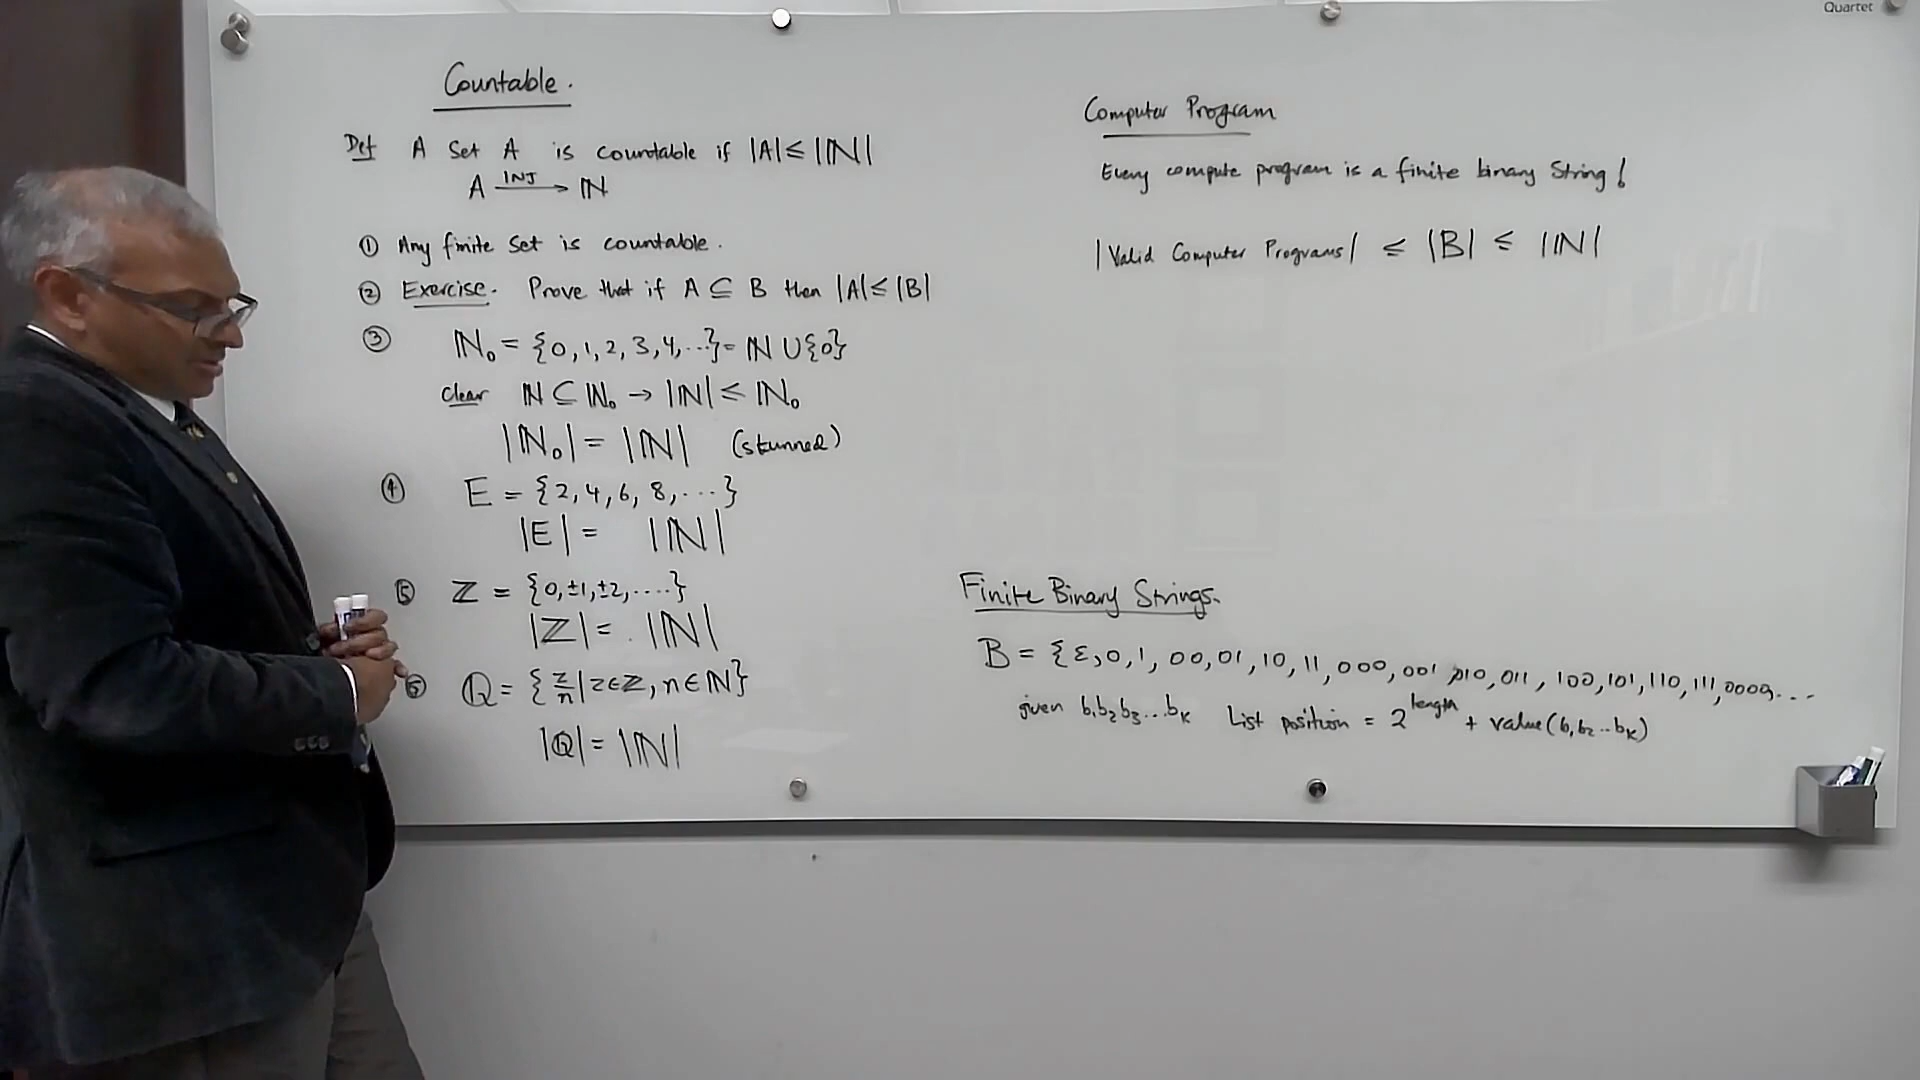 Quartet
Countable.
Def A Set A is countable if |A| ≤ |ℕ|
A INJ → ℕ
① Any finite Set is countable.
② Exercise. Prove that if A ⊆ B then |A| ≤ |B|
③ ℕ₀ = {0, 1, 2, 3, 4, ...} = ℕ ∪ {0}
Clear ℕ ⊆ ℕ₀ → |ℕ| ≤ ℕ₀
|ℕ₀| = |ℕ| (stunned)
④ E = {2, 4, 6, 8, ....}
|E| = |ℕ|
⑤ ℤ = {0, ±1, ±2, .....}
|ℤ| = . |ℕ|
⑤ ℚ = {z/n | z ∈ ℤ, n ∈ ℕ}
|ℚ| = |ℕ|
Computer Program
Every compute program is a finite binary String!
|Valid Computer Programs| ≤ |B| ≤ |ℕ|
Finite Binary Strings.
B = {ε, 0, 1, 00, 01, 10, 11, 000, 001, 010, 011, 100, 101, 110, 111, 0000, ...
given b₁b₂b₃...bₖ List position = 2^length + value(b₁b₂..bₖ)